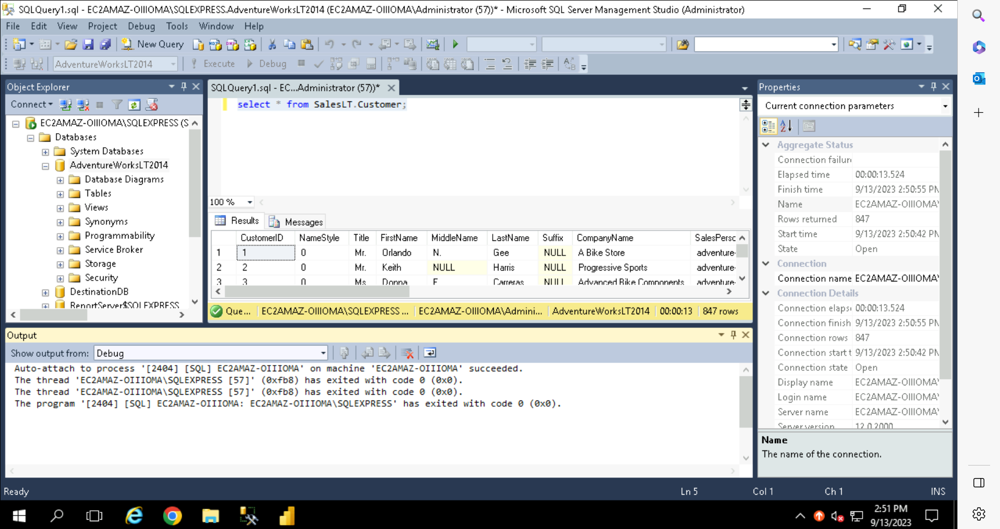 SQLQuery1.sql - EC2AMAZ-OIIIOMA\SQLEXPRESS.AdventureWorksLT2014 (EC2AMAZ-OIIIOMA\Administrator (57))* - Microsoft SQL Server Management Studio (Administrator)
File Edit View Project Debug Tools Window Help
New Query
AdventureWorksLT2014 Execute Debug
Object Explorer
Connect
EC2AMAZ-OIIIOMA\SQLEXPRESS (S
Databases
System Databases
AdventureWorksLT2014
Database Diagrams
Tables
Views
Synonyms
Programmability
Service Broker
Storage
Security
DestinationDB
ReportServer$SQLEXPRESS
SQLQuery1.sql - EC...Administrator (57))*
select * from SalesLT.Customer;
100 %
Results Messages
CustomerID NameStyle Title FirstName MiddleName LastName Suffix CompanyName SalesPersc
1 1 0 Mr. Orlando N. Gee NULL A Bike Store adventure-
2 2 0 Mr. Keith NULL Harris NULL Progressive Sports adventure-
3 3 0 Ms. Donna F. Carreras NULL Advanced Bike Components adventure-
Que... EC2AMAZ-OIIIOMA\SQLEXPRESS ... EC2AMAZ-OIIIOMA\Admini... AdventureWorksLT2014 00:00:13 847 rows
Properties
Current connection parameters
Aggregate Status
Connection failure
Elapsed time 00:00:13.524
Finish time 9/13/2023 2:50:55 PM
Name EC2AMAZ-OIIIOMA\
Rows returned 847
Start time 9/13/2023 2:50:42 PM
State Open
Connection
Connection name EC2AMAZ-OIIIOMA\
Connection Details
Connection elaps 00:00:13.524
Connection finish 9/13/2023 2:50:55 PM
Connection rows 847
Connection start t 9/13/2023 2:50:42 PM
Connection state Open
Display name EC2AMAZ-OIIIOMA\
Login name EC2AMAZ-OIIIOMA\
Server name EC2AMAZ-OIIIOMA\
Server version 12.0.2000
Name
The name of the connection.
Output
Show output from: Debug
Auto-attach to process '[2404] [SQL] EC2AMAZ-OIIIOMA' on machine 'EC2AMAZ-OIIIOMA' succeeded.
The thread 'EC2AMAZ-OIIIOMA\SQLEXPRESS [57]' (0xfb8) has exited with code 0 (0x0).
The thread 'EC2AMAZ-OIIIOMA\SQLEXPRESS [57]' (0xfb8) has exited with code 0 (0x0).
The program '[2404] [SQL] EC2AMAZ-OIIIOMA: EC2AMAZ-OIIIOMA\SQLEXPRESS' has exited with code 0 (0x0).
Ready Ln 5 Col 1 Ch 1 INS
2:51 PM
9/13/2023